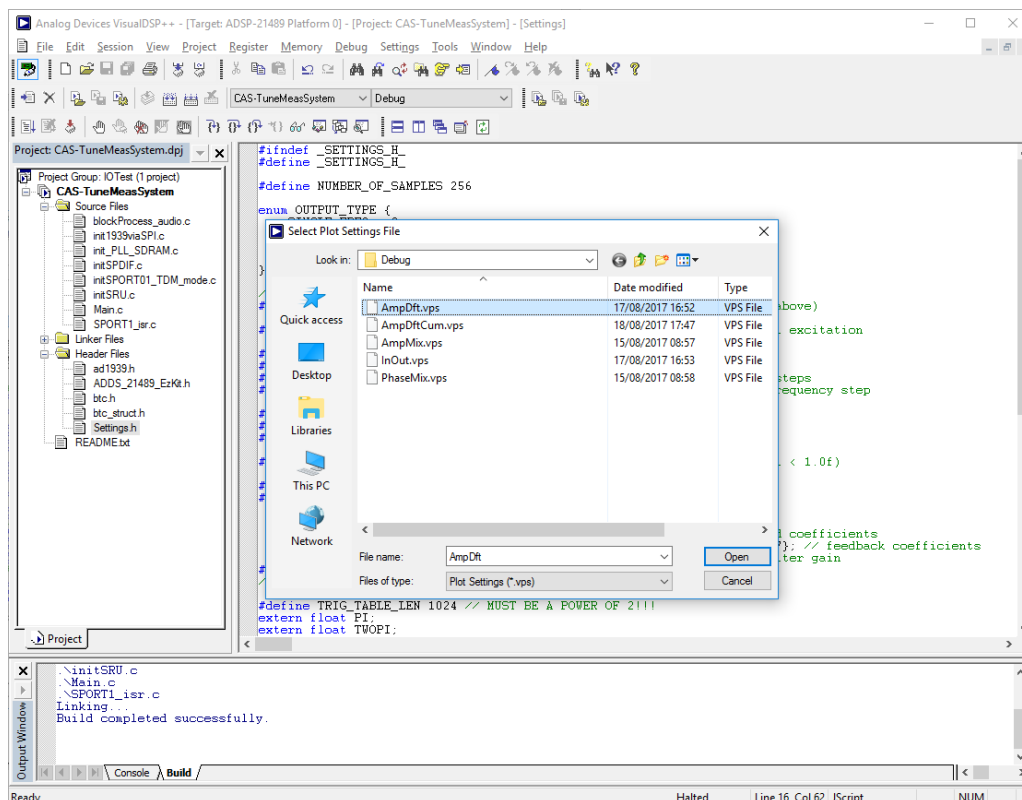 Analog Devices VisualDSP++ - [Target: ADSP-21489 Platform 0] - [Project: CAS-TuneMeasSystem] - [Settings]
File Edit Session View Project Register Memory Debug Settings Tools Window Help
CAS-TuneMeasSystem Debug
Project: CAS-TuneMeasSystem.dpj
Project Group: IOTest (1 project)
CAS-TuneMeasSystem
Source Files
blockProcess_audio.c
init1939viaSPI.c
init_PLL_SDRAM.c
initSPDIF.c
initSPORT01_TDM_mode.c
initSRU.c
Main.c
SPORT1_isr.c
Linker Files
Header Files
ad1939.h
ADDS_21489_EzKit.h
btc.h
btc_struct.h
Settings.h
README.txt
Project
#ifndef _SETTINGS_H_
#define _SETTINGS_H_
#define NUMBER_OF_SAMPLES 256
enum OUTPUT_TYPE {
}
above)
excitation
steps
requency step
< 1.0f)
coefficients
}; // feedback coefficients
ter gain
#define TRIG_TABLE_LEN 1024 // MUST BE A POWER OF 2!!!
extern float PI;
extern float TWOPI;
Select Plot Settings File
Look in: Debug
Quick access
Desktop
Libraries
This PC
Network
Name Date modified Type
AmpDft.vps 17/08/2017 16:52 VPS File
AmpDftCum.vps 18/08/2017 17:47 VPS File
AmpMix.vps 15/08/2017 08:57 VPS File
InOut.vps 17/08/2017 16:53 VPS File
PhaseMix.vps 15/08/2017 08:58 VPS File
File name: AmpDft Open
Files of type: Plot Settings (*.vps) Cancel
.\initSRU.c
.\Main.c
.\SPORT1_isr.c
Linking...
Build completed successfully.
Output Window
Console Build
Ready Halted Line 16, Col 62 JScript NUM